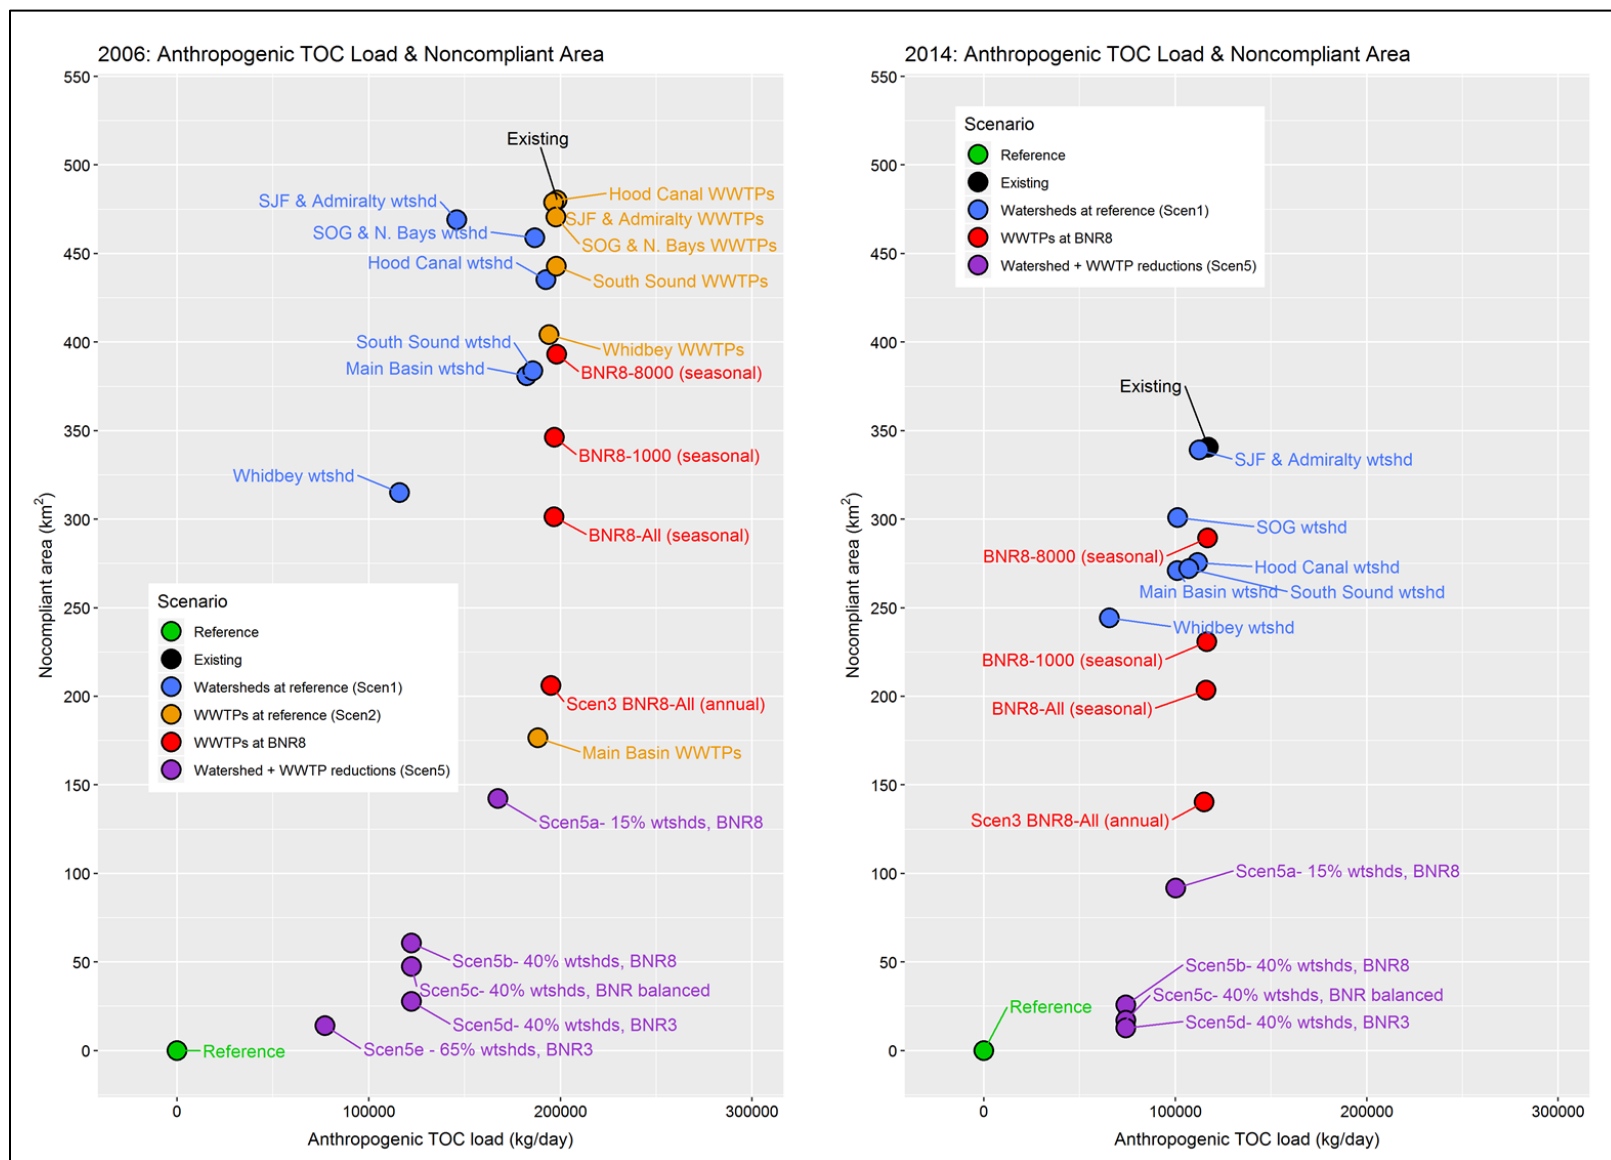 2006: Anthropogenic TOC Load & Noncompliant Area
550
500
450
400
350
300
250
200
150
100
50
0
Nocompliant area (km²)
Existing
Hood Canal WWTPs
SJF & Admiralty wtshd
SJF & Admiralty WWTPs
SOG & N. Bays wtshd
SOG & N. Bays WWTPs
Hood Canal wtshd
South Sound WWTPs
South Sound wtshd
Whidbey WWTPs
Main Basin wtshd
BNR8-8000 (seasonal)
BNR8-1000 (seasonal)
Whidbey wtshd
BNR8-All (seasonal)
Scenario
Reference
Existing
Watersheds at reference (Scen1)
WWTPs at reference (Scen2)
WWTPs at BNR8
Watershed + WWTP reductions (Scen5)
Scen3 BNR8-All (annual)
Main Basin WWTPs
Scen5a- 15% wtshds, BNR8
Scen5b- 40% wtshds, BNR8
Scen5c- 40% wtshds, BNR balanced
Scen5d- 40% wtshds, BNR3
Scen5e - 65% wtshds, BNR3
Reference
0
100000
200000
300000
Anthropogenic TOC load (kg/day)
2014: Anthropogenic TOC Load & Noncompliant Area
550
500
450
400
350
300
250
200
150
100
50
0
Nocompliant area (km²)
Scenario
Reference
Existing
Watersheds at reference (Scen1)
WWTPs at BNR8
Watershed + WWTP reductions (Scen5)
Existing
SJF & Admiralty wtshd
SOG wtshd
BNR8-8000 (seasonal)
Hood Canal wtshd
Main Basin wtshd
South Sound wtshd
Whidbey wtshd
BNR8-1000 (seasonal)
BNR8-All (seasonal)
Scen3 BNR8-All (annual)
Scen5a- 15% wtshds, BNR8
Scen5b- 40% wtshds, BNR8
Scen5c- 40% wtshds, BNR balanced
Reference
Scen5d- 40% wtshds, BNR3
0
100000
200000
300000
Anthropogenic TOC load (kg/day)